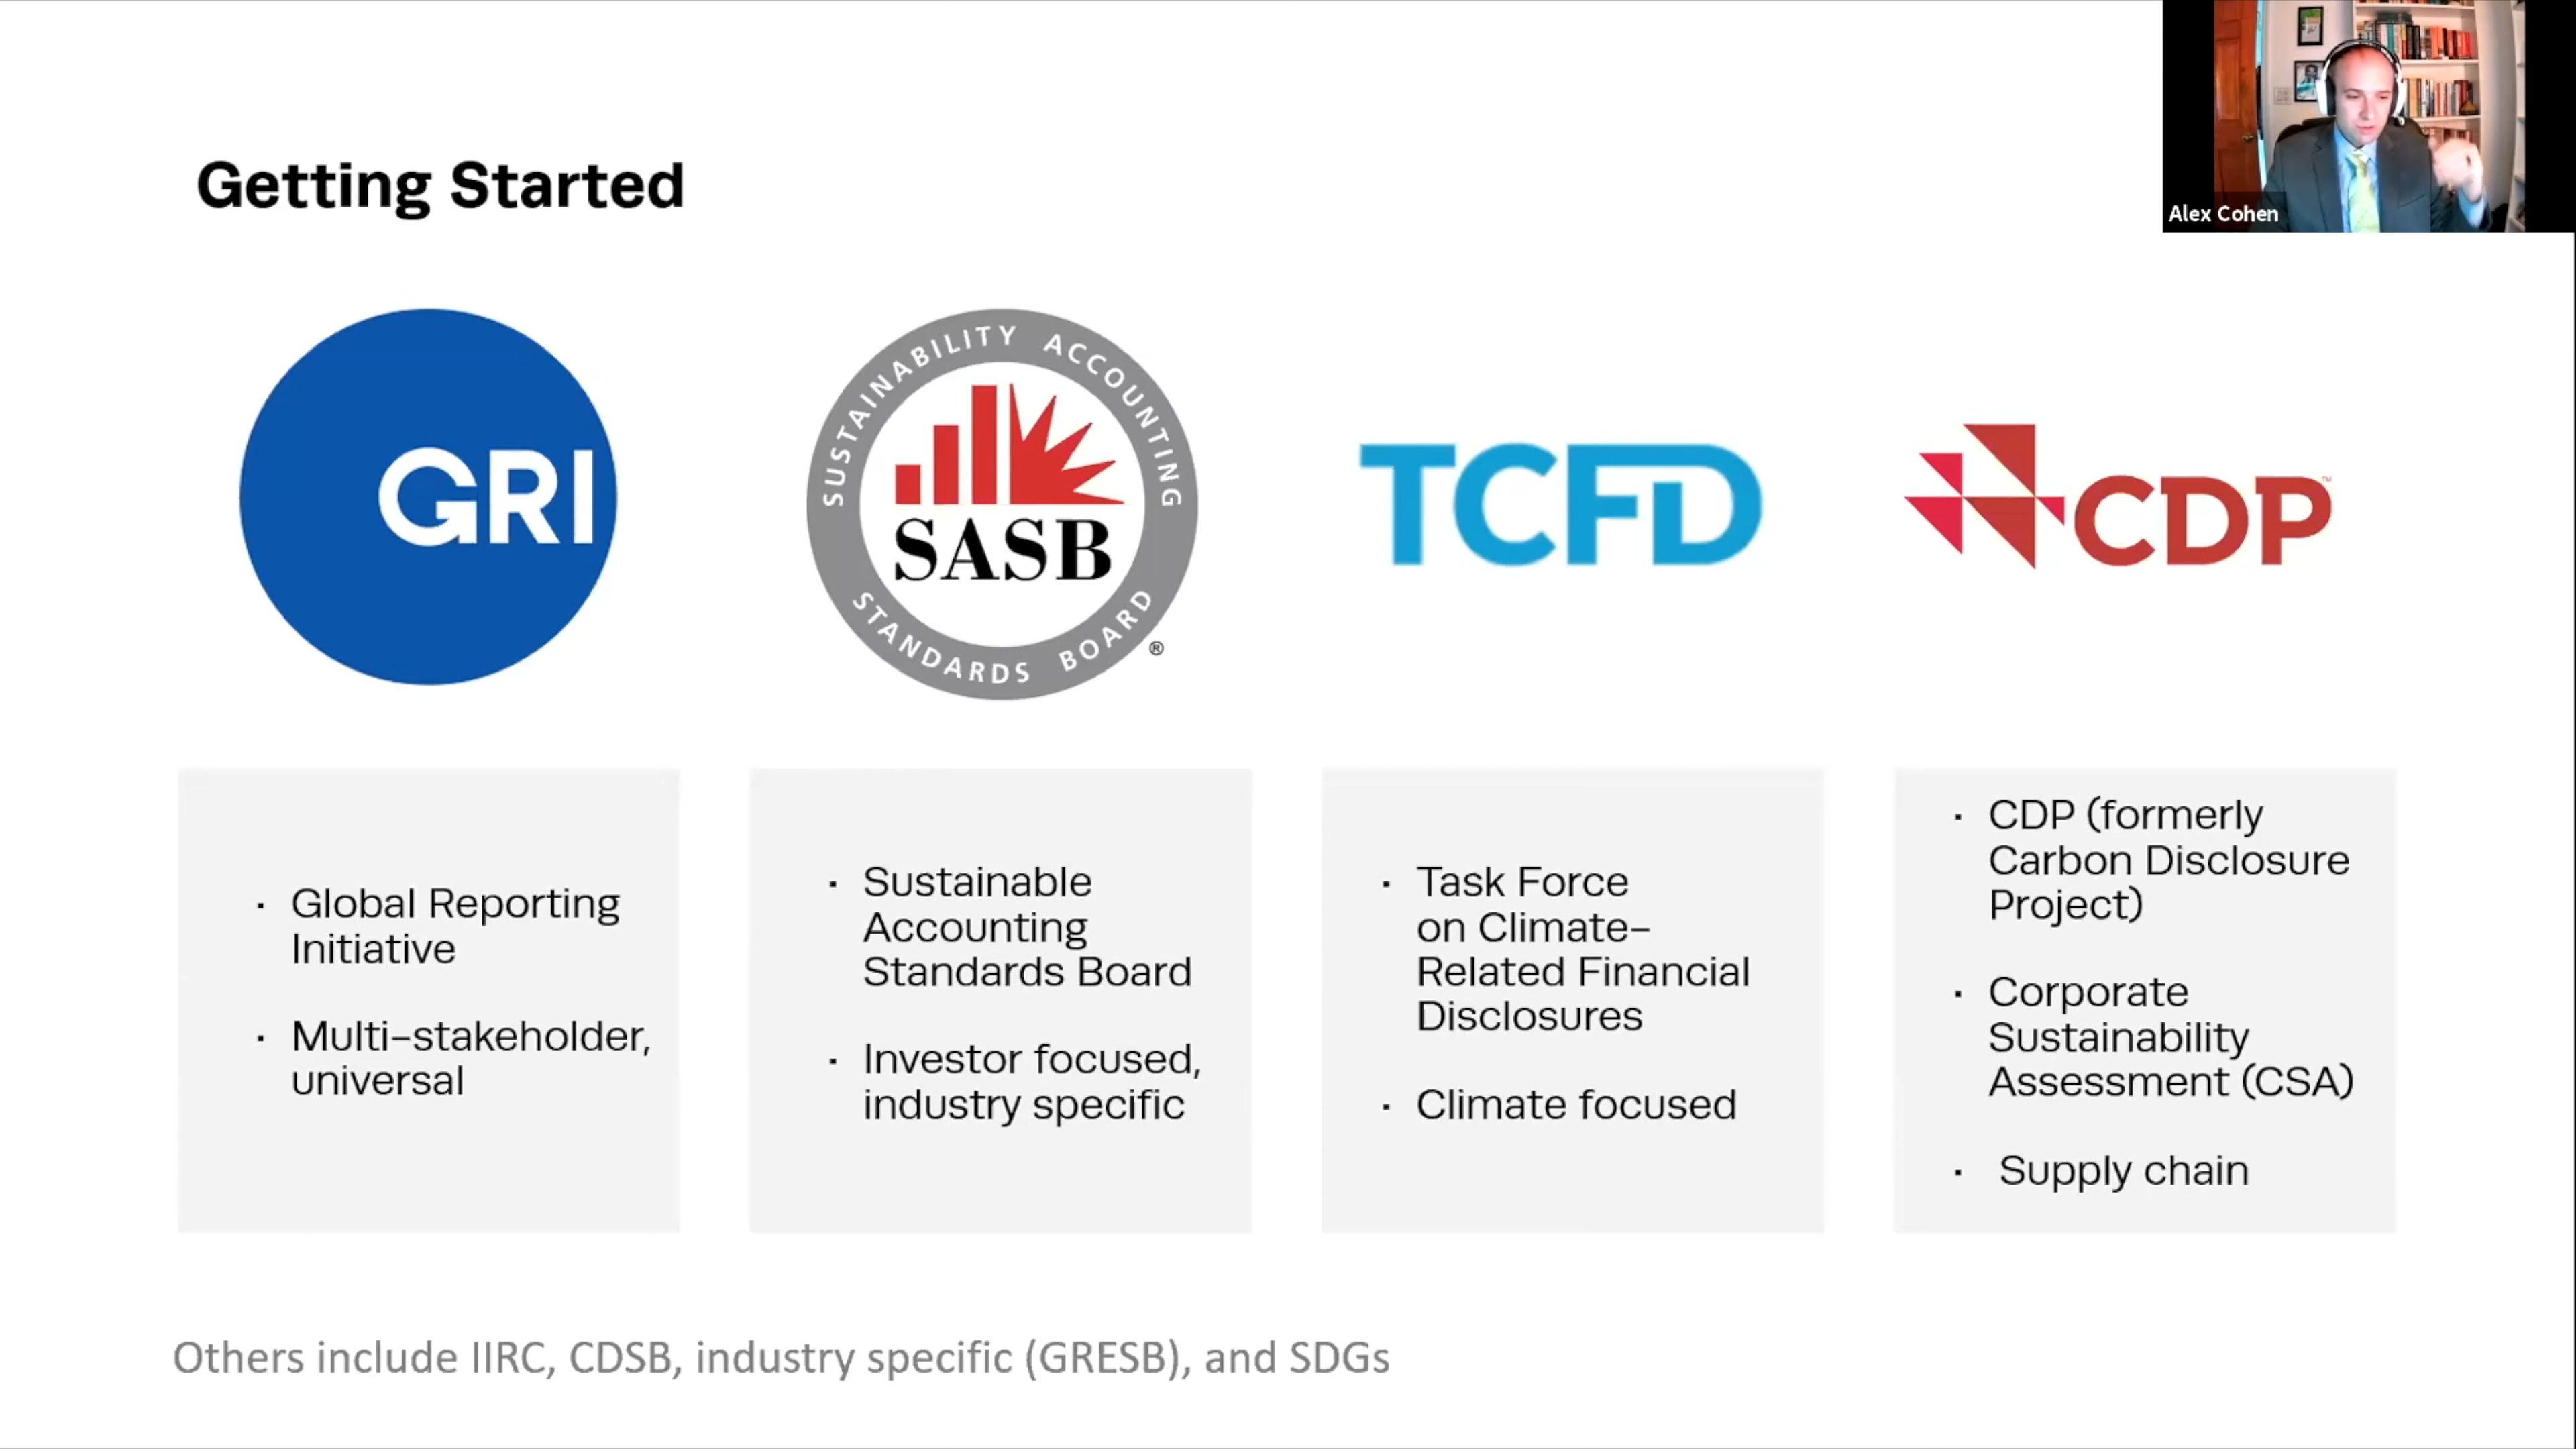 Alex Cohen
Getting Started
GRI
SUSTAINABILITY ACCOUNTING
SASB
STANDARDS BOARD
®
TCFD
CDP™
· Global Reporting
Initiative
· Multi-stakeholder,
universal
· Sustainable
Accounting
Standards Board
· Investor focused,
industry specific
· Task Force
on Climate-
Related Financial
Disclosures
· Climate focused
· CDP (formerly
Carbon Disclosure
Project)
· Corporate
Sustainability
Assessment (CSA)
· Supply chain
Others include IIRC, CDSB, industry specific (GRESB), and SDGs